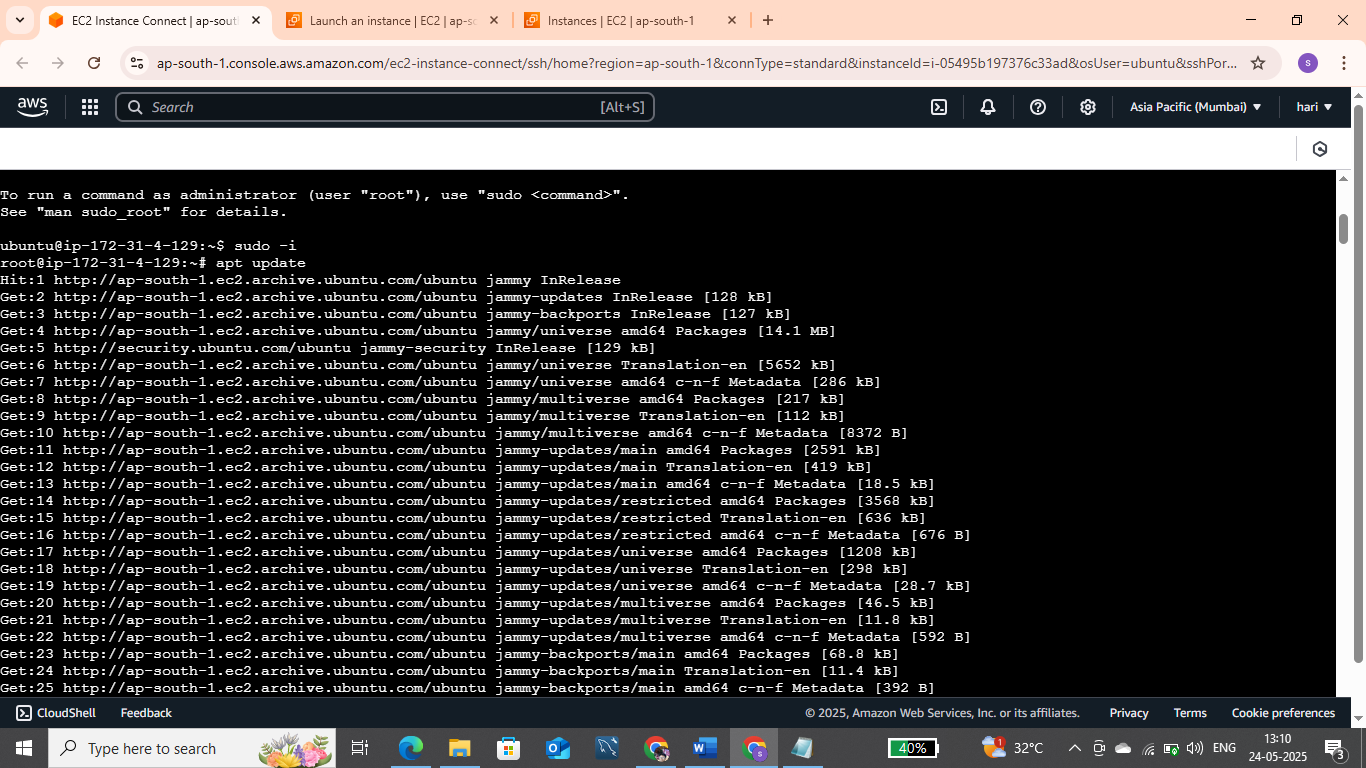 EC2 Instance Connect | ap-sout
Launch an instance | EC2 | ap-so
Instances | EC2 | ap-south-1
ap-south-1.console.aws.amazon.com/ec2-instance-connect/ssh/home?region=ap-south-1&connType=standard&instanceId=i-05495b197376c33ad&osUser=ubuntu&sshPor...
s
aws
Search
[Alt+S]
Asia Pacific (Mumbai)
hari
To run a command as administrator (user "root"), use "sudo <command>".
See "man sudo_root" for details.
ubuntu@ip-172-31-4-129:~$ sudo -i
root@ip-172-31-4-129:~# apt update
Hit:1 http://ap-south-1.ec2.archive.ubuntu.com/ubuntu jammy InRelease
Get:2 http://ap-south-1.ec2.archive.ubuntu.com/ubuntu jammy-updates InRelease [128 kB]
Get:3 http://ap-south-1.ec2.archive.ubuntu.com/ubuntu jammy-backports InRelease [127 kB]
Get:4 http://ap-south-1.ec2.archive.ubuntu.com/ubuntu jammy/universe amd64 Packages [14.1 MB]
Get:5 http://security.ubuntu.com/ubuntu jammy-security InRelease [129 kB]
Get:6 http://ap-south-1.ec2.archive.ubuntu.com/ubuntu jammy/universe Translation-en [5652 kB]
Get:7 http://ap-south-1.ec2.archive.ubuntu.com/ubuntu jammy/universe amd64 c-n-f Metadata [286 kB]
Get:8 http://ap-south-1.ec2.archive.ubuntu.com/ubuntu jammy/multiverse amd64 Packages [217 kB]
Get:9 http://ap-south-1.ec2.archive.ubuntu.com/ubuntu jammy/multiverse Translation-en [112 kB]
Get:10 http://ap-south-1.ec2.archive.ubuntu.com/ubuntu jammy/multiverse amd64 c-n-f Metadata [8372 B]
Get:11 http://ap-south-1.ec2.archive.ubuntu.com/ubuntu jammy-updates/main amd64 Packages [2591 kB]
Get:12 http://ap-south-1.ec2.archive.ubuntu.com/ubuntu jammy-updates/main Translation-en [419 kB]
Get:13 http://ap-south-1.ec2.archive.ubuntu.com/ubuntu jammy-updates/main amd64 c-n-f Metadata [18.5 kB]
Get:14 http://ap-south-1.ec2.archive.ubuntu.com/ubuntu jammy-updates/restricted amd64 Packages [3568 kB]
Get:15 http://ap-south-1.ec2.archive.ubuntu.com/ubuntu jammy-updates/restricted Translation-en [636 kB]
Get:16 http://ap-south-1.ec2.archive.ubuntu.com/ubuntu jammy-updates/restricted amd64 c-n-f Metadata [676 B]
Get:17 http://ap-south-1.ec2.archive.ubuntu.com/ubuntu jammy-updates/universe amd64 Packages [1208 kB]
Get:18 http://ap-south-1.ec2.archive.ubuntu.com/ubuntu jammy-updates/universe Translation-en [298 kB]
Get:19 http://ap-south-1.ec2.archive.ubuntu.com/ubuntu jammy-updates/universe amd64 c-n-f Metadata [28.7 kB]
Get:20 http://ap-south-1.ec2.archive.ubuntu.com/ubuntu jammy-updates/multiverse amd64 Packages [46.5 kB]
Get:21 http://ap-south-1.ec2.archive.ubuntu.com/ubuntu jammy-updates/multiverse Translation-en [11.8 kB]
Get:22 http://ap-south-1.ec2.archive.ubuntu.com/ubuntu jammy-updates/multiverse amd64 c-n-f Metadata [592 B]
Get:23 http://ap-south-1.ec2.archive.ubuntu.com/ubuntu jammy-backports/main amd64 Packages [68.8 kB]
Get:24 http://ap-south-1.ec2.archive.ubuntu.com/ubuntu jammy-backports/main Translation-en [11.4 kB]
Get:25 http://ap-south-1.ec2.archive.ubuntu.com/ubuntu jammy-backports/main amd64 c-n-f Metadata [392 B]
CloudShell
Feedback
© 2025, Amazon Web Services, Inc. or its affiliates.
Privacy
Terms
Cookie preferences
Type here to search
40%
1
32°C
ENG
13:10
24-05-2025
3